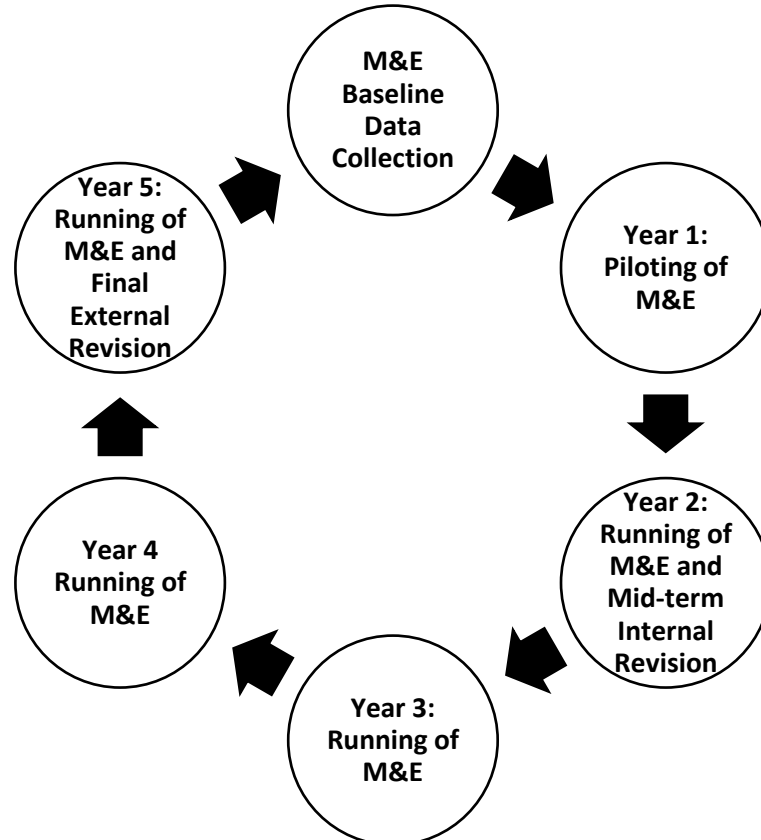 M&E
Baseline
Data
Collection
Year 1:
Piloting of
M&E
Year 2:
Running of
M&E and
Mid-term
Internal
Revision
Year 3:
Running of
M&E
Year 4
Running of
M&E
Year 5:
Running of
M&E and
Final
External
Revision